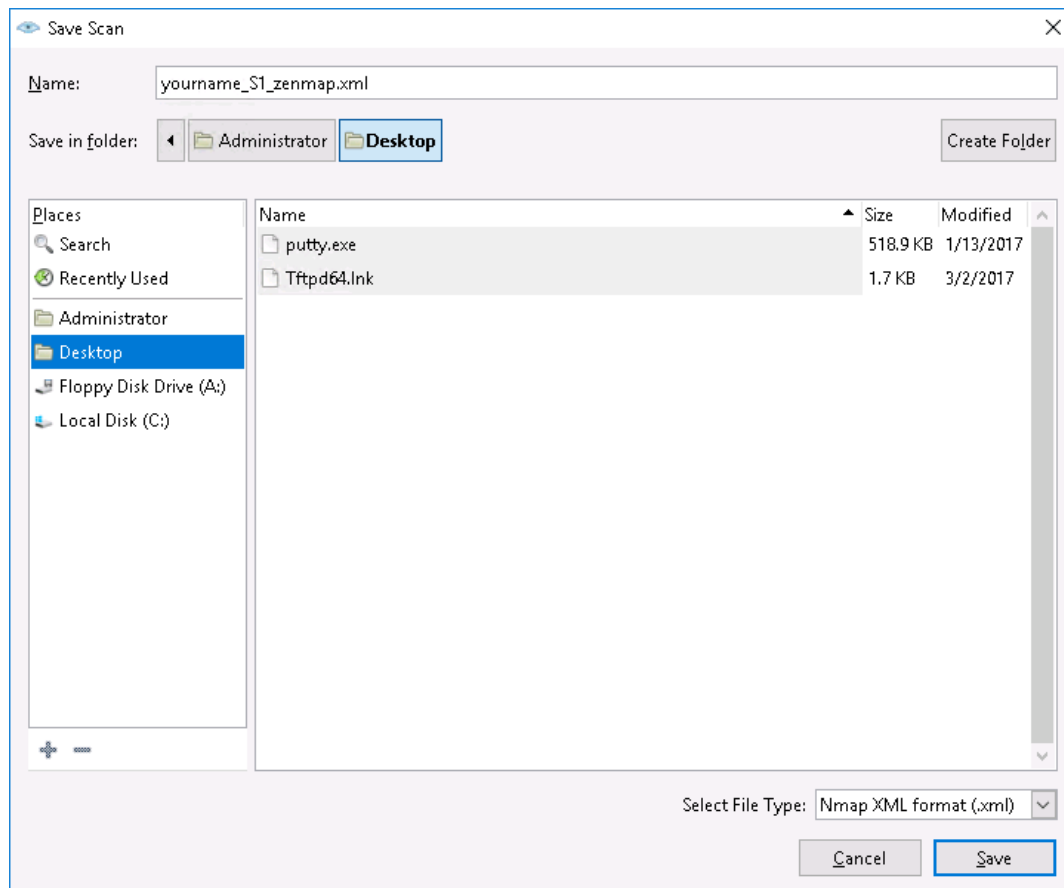 Save Scan
Name: yourname_S1_zenmap.xml
Save in folder: Administrator Desktop Create Folder
Places
Search
Recently Used
Administrator
Desktop
Floppy Disk Drive (A:)
Local Disk (C:)
Name Size Modified
putty.exe 518.9 KB 1/13/2017
Tftpd64.lnk 1.7 KB 3/2/2017
Select File Type: Nmap XML format (.xml)
Cancel Save